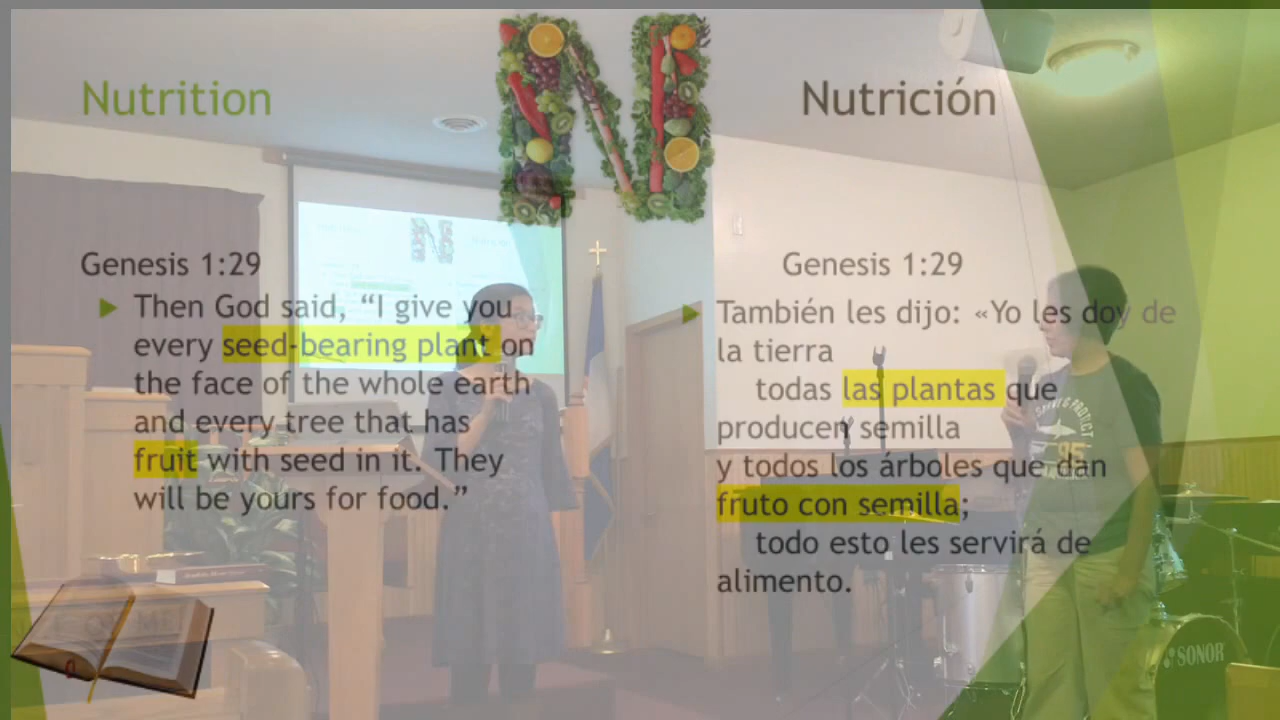 N
Nutrition
Nutrición
Genesis 1:29
Then God said, “I give you
every seed-bearing plant on
the face of the whole earth
and every tree that has
fruit with seed in it. They
will be yours for food.”
Genesis 1:29
También les dijo: «Yo les doy de
la tierra
todas las plantas que
producen semilla
y todos los árboles que dan
fruto con semilla;
todo esto les servirá de
alimento.
95
SONOR